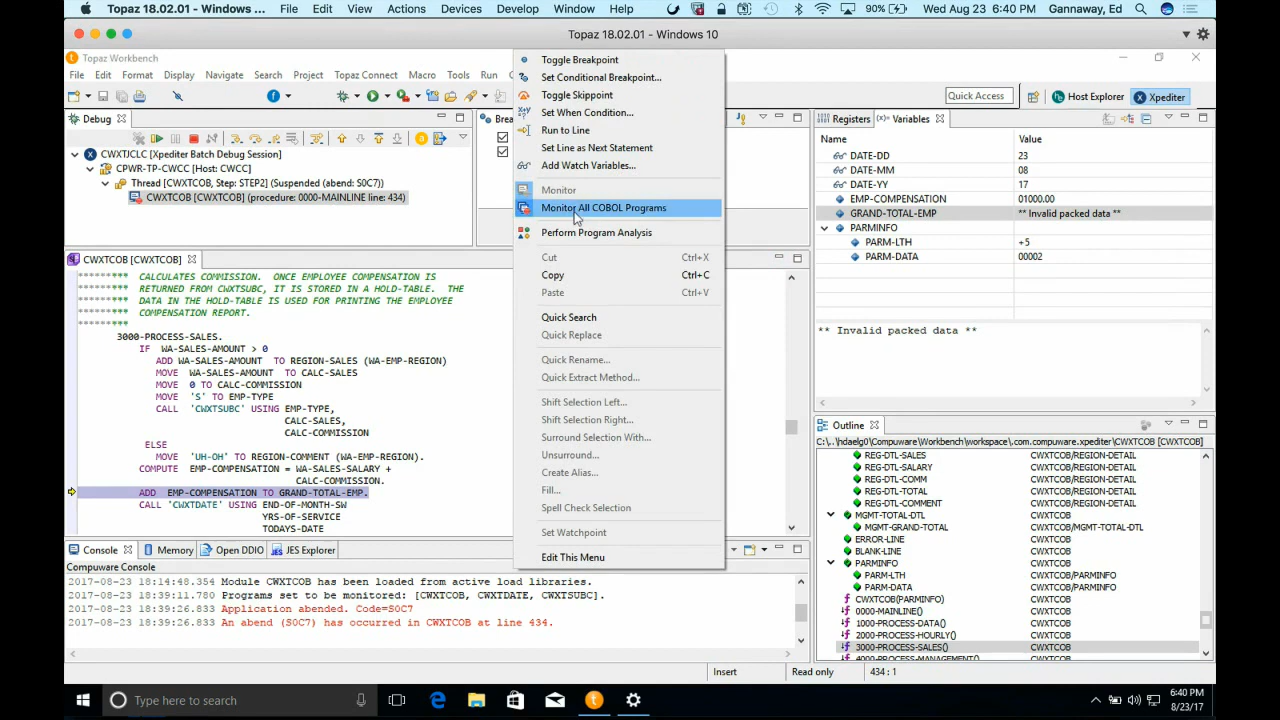 Topaz 18.02.01 - Windows ... File Edit View Actions Devices Develop Window Help 90% Wed Aug 23 6:40 PM Gannaway, Ed
Topaz 18.02.01 - Windows 10
Topaz Workbench
File Edit Format Display Navigate Search Project Topaz Connect Macro Tools Run
Quick Access Host Explorer Xpediter
Debug
CWXTJCLC [Xpediter Batch Debug Session]
CPWR-TP-CWCC [Host: CWCC]
Thread [CWXTCOB, Step: STEP2] (Suspended (abend: S0C7)
CWXTCOB [CWXTCOB] (procedure: 0000-MAINLINE line: 434)
Brea
Toggle Breakpoint
Set Conditional Breakpoint...
Toggle Skippoint
Set When Condition...
Run to Line
Set Line as Next Statement
Add Watch Variables...
Monitor
Monitor All COBOL Programs
Perform Program Analysis
Cut Ctrl+X
Copy Ctrl+C
Paste Ctrl+V
Quick Search
Quick Replace
Quick Rename...
Quick Extract Method...
Shift Selection Left...
Shift Selection Right...
Surround Selection With...
Unsurround...
Create Alias...
Fill...
Spell Check Selection
Set Watchpoint
Edit This Menu
Registers Variables
Name Value
DATE-DD 23
DATE-MM 08
DATE-YY 17
EMP-COMPENSATION 01000.00
GRAND-TOTAL-EMP ** Invalid packed data **
PARMINFO
PARM-LTH +5
PARM-DATA 00002
** Invalid packed data **
CWXTCOB [CWXTCOB]
******** CALCULATES COMMISSION. ONCE EMPLOYEE COMPENSATION IS
******** RETURNED FROM CWXTSUBC, IT IS STORED IN A HOLD-TABLE. THE
******** DATA IN THE HOLD-TABLE IS USED FOR PRINTING THE EMPLOYEE
******** COMPENSATION REPORT.
********
3000-PROCESS-SALES.
IF WA-SALES-AMOUNT > 0
ADD WA-SALES-AMOUNT TO REGION-SALES (WA-EMP-REGION)
MOVE WA-SALES-AMOUNT TO CALC-SALES
MOVE 0 TO CALC-COMMISSION
MOVE 'S' TO EMP-TYPE
CALL 'CWXTSUBC' USING EMP-TYPE,
CALC-SALES,
CALC-COMMISSION
ELSE
MOVE 'UH-OH' TO REGION-COMMENT (WA-EMP-REGION).
COMPUTE EMP-COMPENSATION = WA-SALES-SALARY +
CALC-COMMISSION.
ADD EMP-COMPENSATION TO GRAND-TOTAL-EMP.
CALL 'CWXTDATE' USING END-OF-MONTH-SW
YRS-OF-SERVICE
TODAYS-DATE
Outline
C:\..\hdaelg0\Compuware\Workbench\workspace\.com.compuware.xpediter\CWXTCOB [CWXTCOB]
REG-DTL-SALES CWXTCOB/REGION-DETAIL
REG-DTL-SALARY CWXTCOB/REGION-DETAIL
REG-DTL-COMM CWXTCOB/REGION-DETAIL
REG-DTL-TOTAL CWXTCOB/REGION-DETAIL
REG-DTL-COMMENT CWXTCOB/REGION-DETAIL
MGMT-TOTAL-DTL CWXTCOB
MGMT-GRAND-TOTAL CWXTCOB/MGMT-TOTAL-DTL
ERROR-LINE CWXTCOB
BLANK-LINE CWXTCOB
PARMINFO CWXTCOB
PARM-LTH CWXTCOB/PARMINFO
PARM-DATA CWXTCOB/PARMINFO
CWXTCOB(PARMINFO) CWXTCOB
0000-MAINLINE() CWXTCOB
1000-PROCESS-DATA() CWXTCOB
2000-PROCESS-HOURLY() CWXTCOB
3000-PROCESS-SALES() CWXTCOB
4000-PROCESS-MANAGEMENT() CWXTCOB
Console Memory Open DDIO JES Explorer
Compuware Console
2017-08-23 18:14:48.354 Module CWXTCOB has been loaded from active load libraries.
2017-08-23 18:39:11.780 Programs set to be monitored: [CWXTCOB, CWXTDATE, CWXTSUBC].
2017-08-23 18:39:26.833 Application abended. Code=S0C7
2017-08-23 18:39:26.833 An abend (S0C7) has occurred in CWXTCOB at line 434.
Insert Read only 434 : 1
Type here to search
6:40 PM
8/23/17